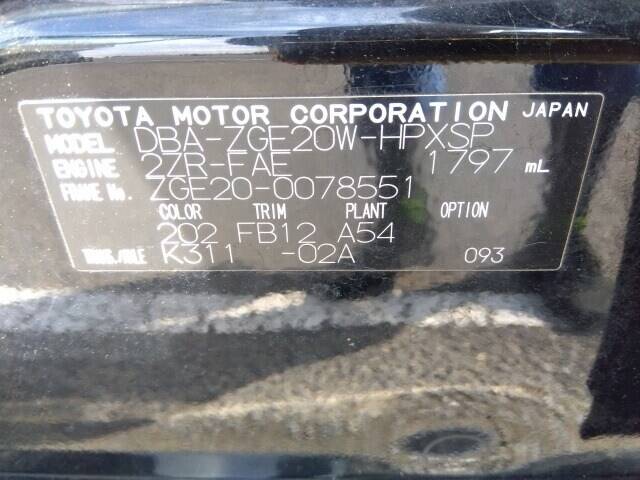 TOYOTA MOTOR CORPORATION JAPAN
MODEL DBA-ZGE20W-HPXSP
ENGINE 2ZR-FAE 1797 mL
FRAME No. ZGE20-0078551
COLOR TRIM PLANT OPTION
202 FB12 A54
TRANS/AXLE K311 -02A 093